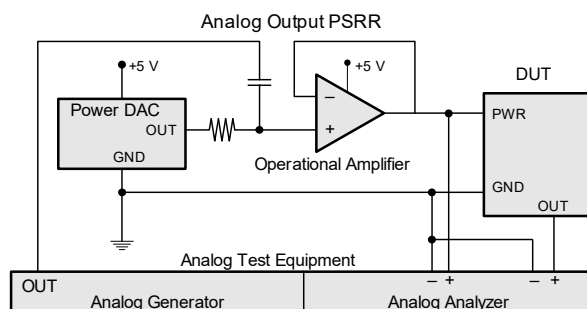 Analog Output PSRR
+5 V
+5 V
DUT
Power DAC
OUT
GND
–
+
Operational Amplifier
PWR
GND
OUT
Analog Test Equipment
OUT
– +
– +
Analog Generator
Analog Analyzer